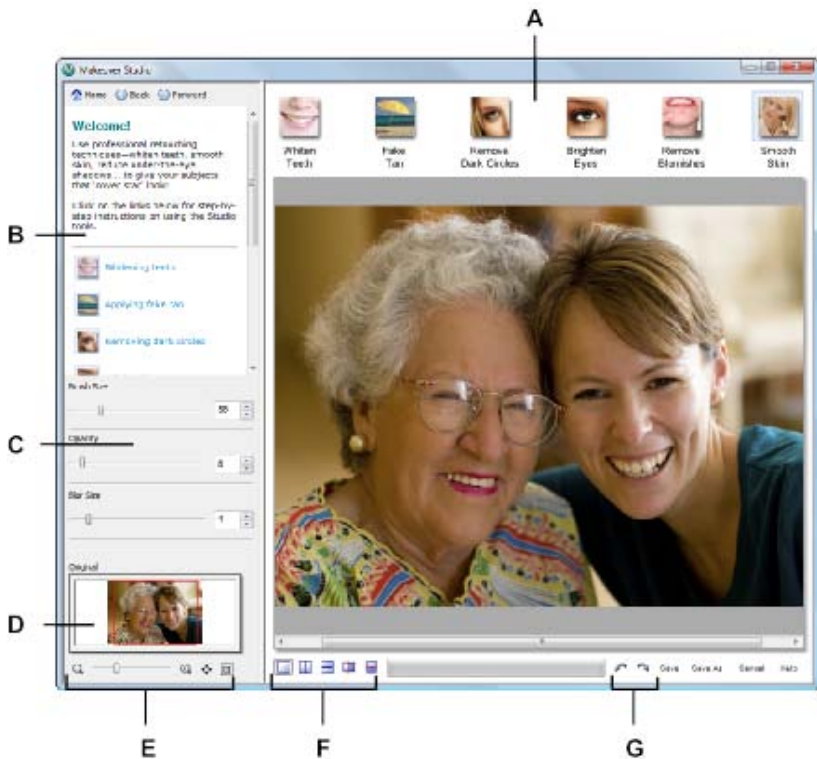 A
Makeover Studio
Home Back Forward
Welcome!
Use professional retouching
techniques—whiten teeth, smooth
skin, reduce under-the-eye
shadows... to give your subjects
that "cover star" look!
Click on the links below for step-by-
step instructions on using the Studio
tools.
Whitening teeth
Applying fake tan
Removing dark circles
Whiten
Teeth
Fake
Tan
Remove
Dark Circles
Brighten
Eyes
Remove
Blemishes
Smooth
Skin
B
Brush Size
Opacity
Blur Size
C
Original
D
Save Save As Cancel Help
E
F
G